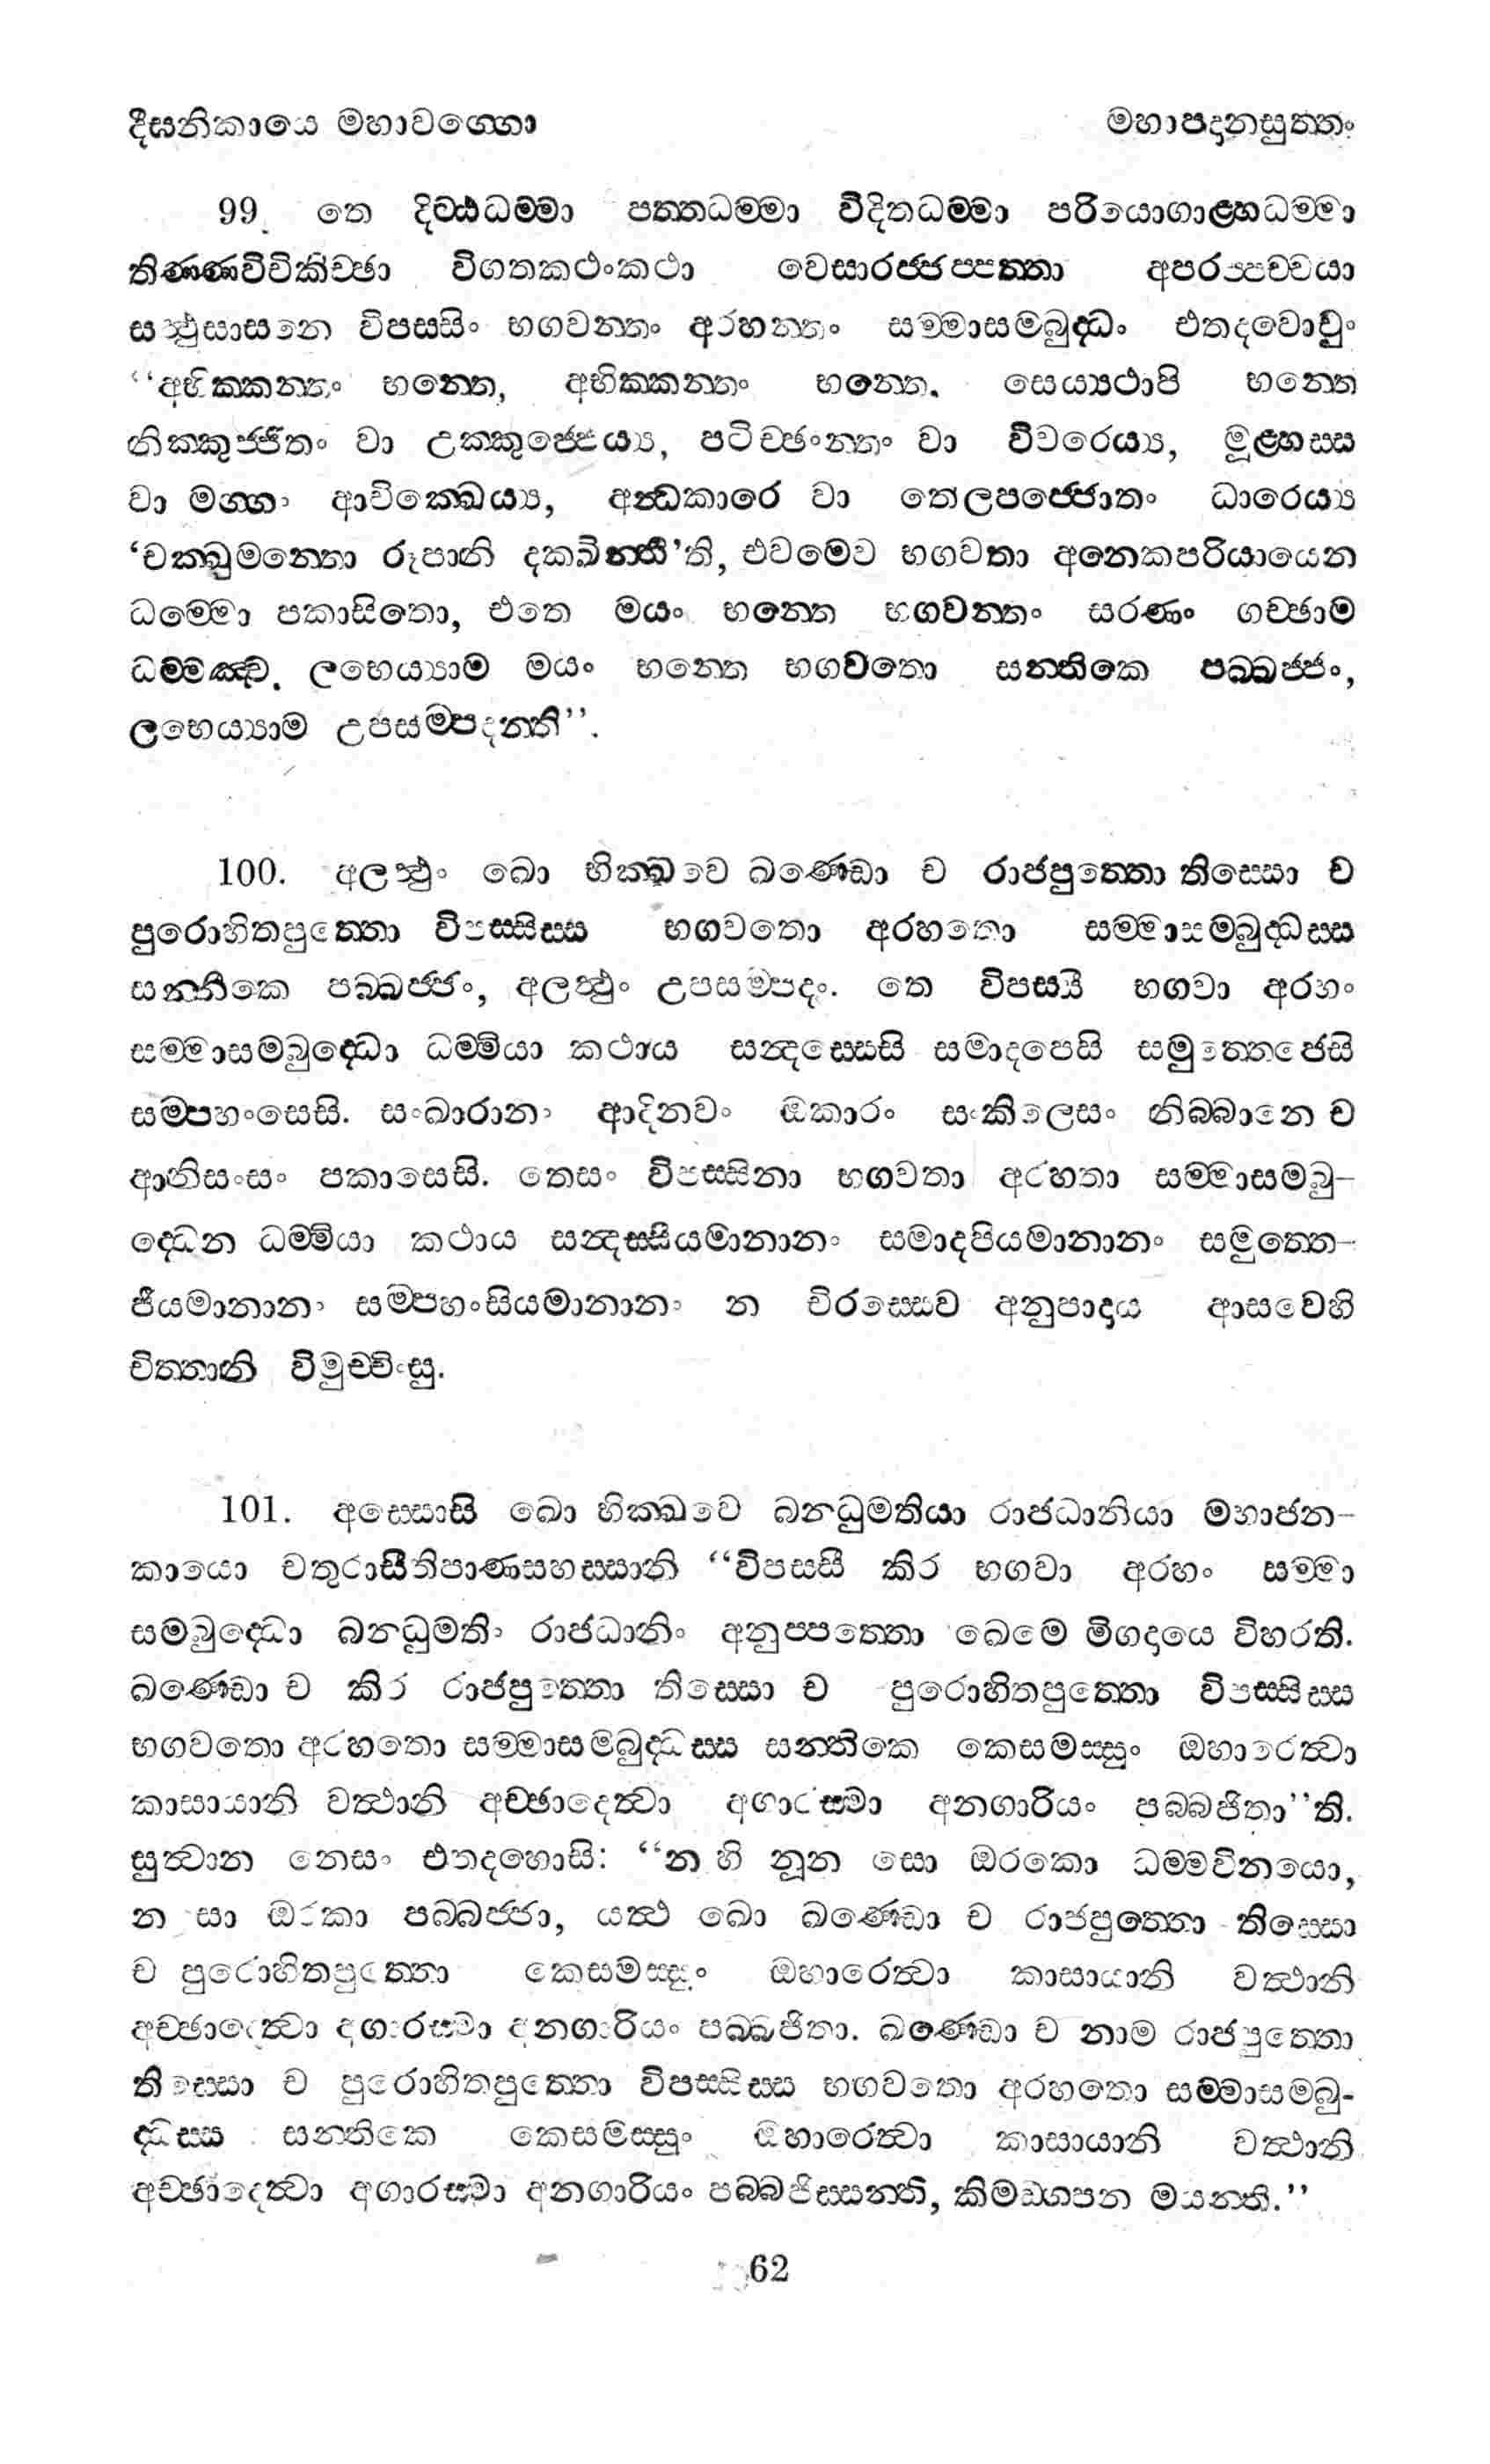 දීඝනිකායෙ මහාවග්ගො මහාපදානසුත්තං
99. තෙ දිට්ඨධම්මා පත්තධම්මා විදිතධම්මා පරියොගාළ්හධම්මා
තිණ්ණවිචිකිච්ඡා විගතකථංකථා වෙසාරජ්ජප්පත්තා අපරප්පච්චයා
සත්ථුසාසනෙ විපස්සිං භගවන්තං අරහන්තං සම්මාසම්බුද්ධං එතදවොචුං
“අභික්කන්තං භන්තෙ, අභික්කන්තං භන්තෙ. සෙය්‍යථාපි භන්තෙ
නික්කුජ්ජිතං වා උක්කුජ්ජෙය්‍ය, පටිච්ඡංන්තං වා විවරෙය්‍ය, මූළ්හස්ස
වා මග්ගං ආචික්ඛෙය්‍ය, අන්ධකාරෙ වා තෙලපජ්ජොතං ධාරෙය්‍ය
‘චක්ඛුමන්තො රූපානි දක්ඛින්තී’ති, එවමෙව භගවතා අනෙකපරියායෙන
ධම්මො පකාසිතො, එතෙ මයං භන්තෙ භගවන්තං සරණං ගච්ඡාම
ධම්මඤ්ච. ලභෙය්‍යාම මයං භන්තෙ භගවතො සන්තිකෙ පබ්බජ්ජං,
ලභෙය්‍යාම උපසම්පදන්ති”.
100. අලත්ථුං ඛො භික්ඛවෙ ඛණ්ඩො ච රාජපුත්තො තිස්සො ච
පුරොහිතපුත්තො විපස්සිස්ස භගවතො අරහතො සම්මාසම්බුද්ධස්ස
සන්තීකෙ පබ්බජ්ජං, අලත්ථුං උපසම්පදං. තෙ විපස්සී භගවා අරහං
සම්මාසම්බුද්ධො ධම්මියා කථාය සන්දස්සෙසි සමාදපෙසි සමුත්තෙජෙසි
සම්පහංසෙසි. සංඛාරානං ආදිනවං ඔකාරං සංකිලෙසං නිබ්බානෙ ච
ආනිසංසං පකාසෙසි. තෙසං විපස්සිනා භගවතා අරහතා සම්මාසම්බු-
ද්ධෙන ධම්මියා කථාය සන්දස්සියමානානං සමාදපියමානානං සමුත්තෙ-
ජියමානානං සම්පහංසියමානානං න චිරස්සෙව අනුපාදාය ආසවෙහි
චිත්තානි විමුච්චිංසු.
101. අස්සොසි ඛො භික්ඛවෙ බන්ධුමතියා රාජධානියා මහාජන-
කායො චතුරාසීතිපාණසහස්සානි “විපස්සී කිර භගවා අරහං සම්මා
සම්බුද්ධො බන්ධුමතිං රාජධානිං අනුප්පත්තො ඛෙමෙ මිගදායෙ විහරති.
ඛණ්ඩො ච කිර රාජපුත්තො තිස්සො ච පුරොහිතපුත්තො විපස්සිස්ස
භගවතො අරහතො සම්මාසම්බුද්ධස්ස සන්තිකෙ කෙසමස්සුං ඔහාරෙත්වා
කාසායානි වත්ථානි අච්ඡාදෙත්වා අගාරස්මා අනගාරියං පබ්බජිතා”ති.
සුත්වාන නෙසං එතදහොසි: “න හි නූන සො ඔරකො ධම්මවිනයො,
න සා ඔරකා පබ්බජ්ජා, යත්ථ ඛො ඛණ්ඩො ච රාජපුත්තො තිස්සො
ච පුරොහිතපුත්තො කෙසමස්සුං ඔහාරෙත්වා කාසායානි වත්ථානි
අච්ඡාදෙත්වා අගාරස්මා අනගාරියං පබ්බජිතා. ඛණ්ඩො ච නාම රාජපුත්තො
තිස්සො ච පුරොහිතපුත්තො විපස්සිස්ස භගවතො අරහතො සම්මාසම්බු-
ද්ධස්ස සන්තිකෙ කෙසමස්සුං ඔහාරෙත්වා කාසායානි වත්ථානි
අච්ඡාදෙත්වා අගාරස්මා අනගාරියං පබ්බජිස්සන්ති, කිමඞ්ගපන මයන්ති.”
62